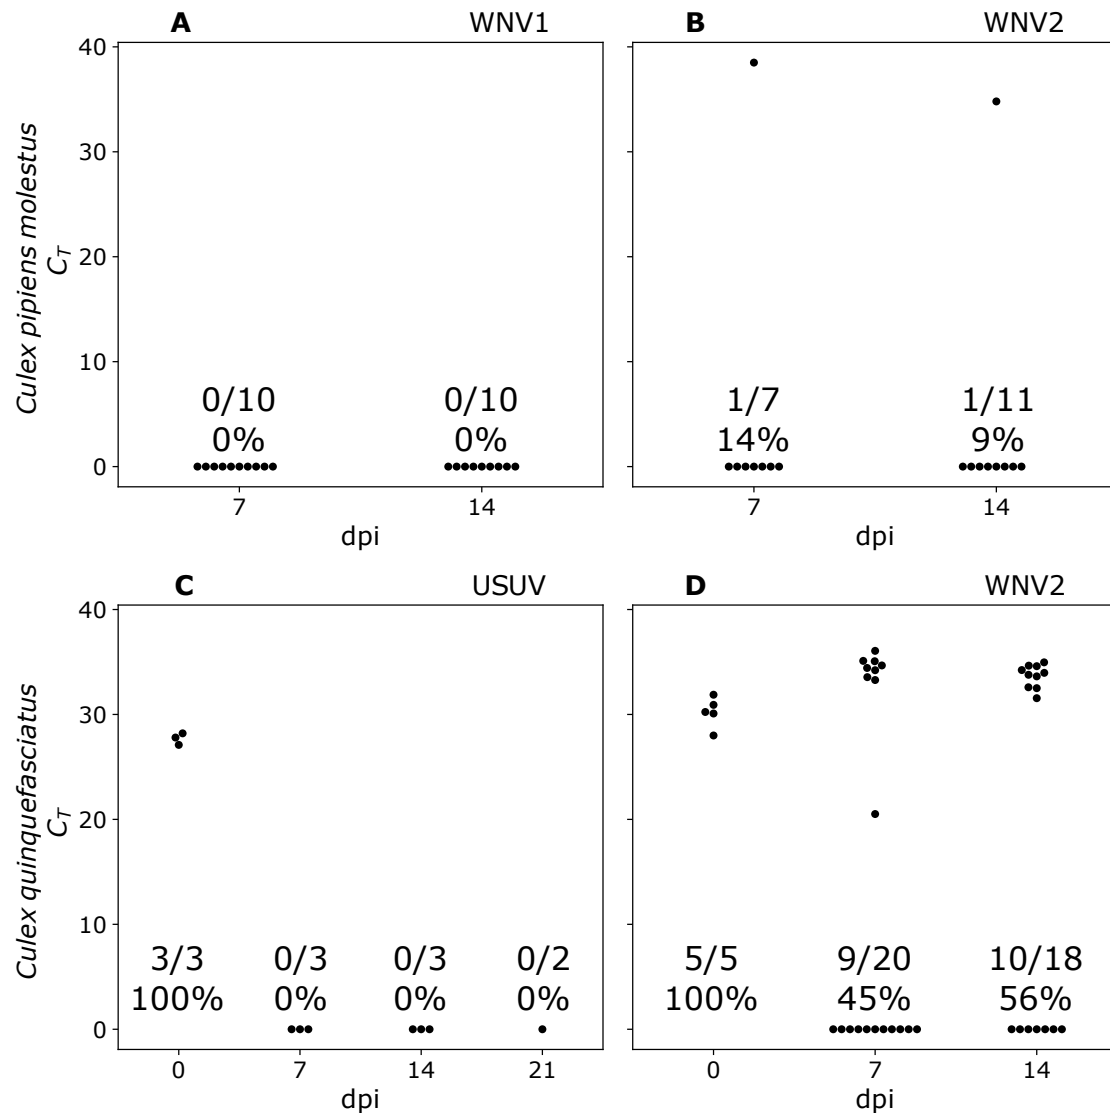 A WNV1
B WNV2
Culex pipiens molestus
C_T
40
30
20
10
0
0/10 0/10
0% 0%
1/7 1/11
14% 9%
7 14
dpi
7 14
dpi
C USUV
D WNV2
Culex quinquefasciatus
C_T
40
30
20
10
0
3/3 0/3 0/3 0/2
100% 0% 0% 0%
5/5 9/20 10/18
100% 45% 56%
0 7 14 21
dpi
0 7 14
dpi